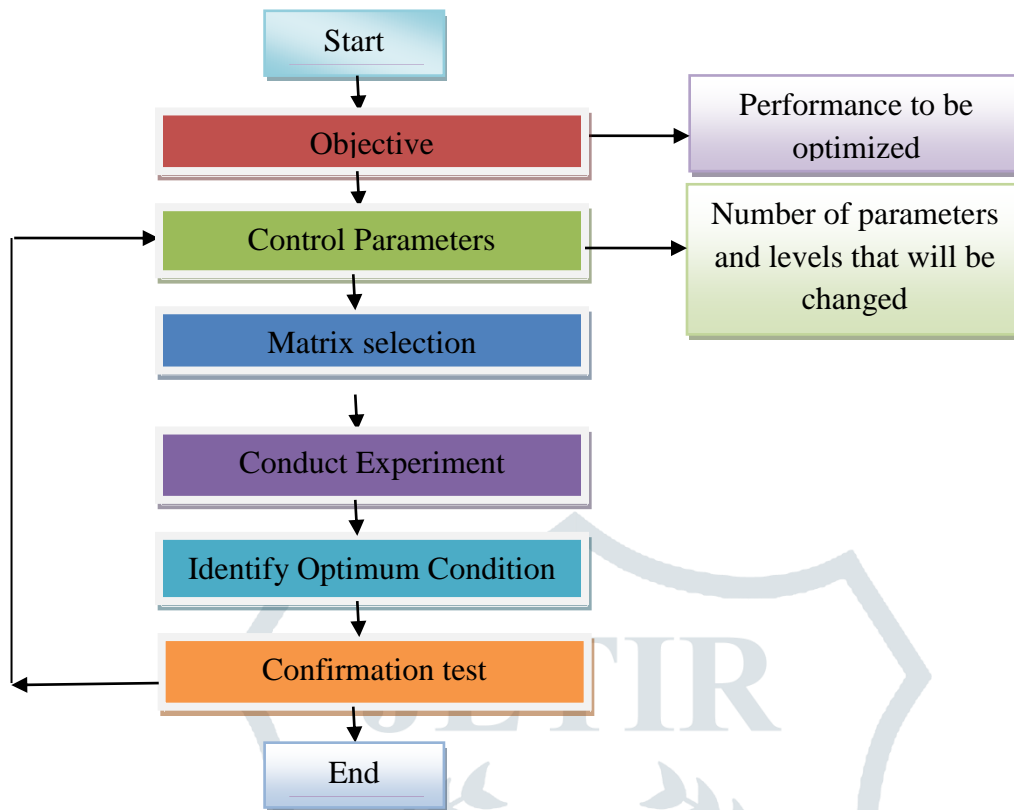 Start
Objective
Performance to be
optimized
Control Parameters
Number of parameters
and levels that will be
changed
Matrix selection
Conduct Experiment
Identify Optimum Condition
Confirmation test
JETIR
End